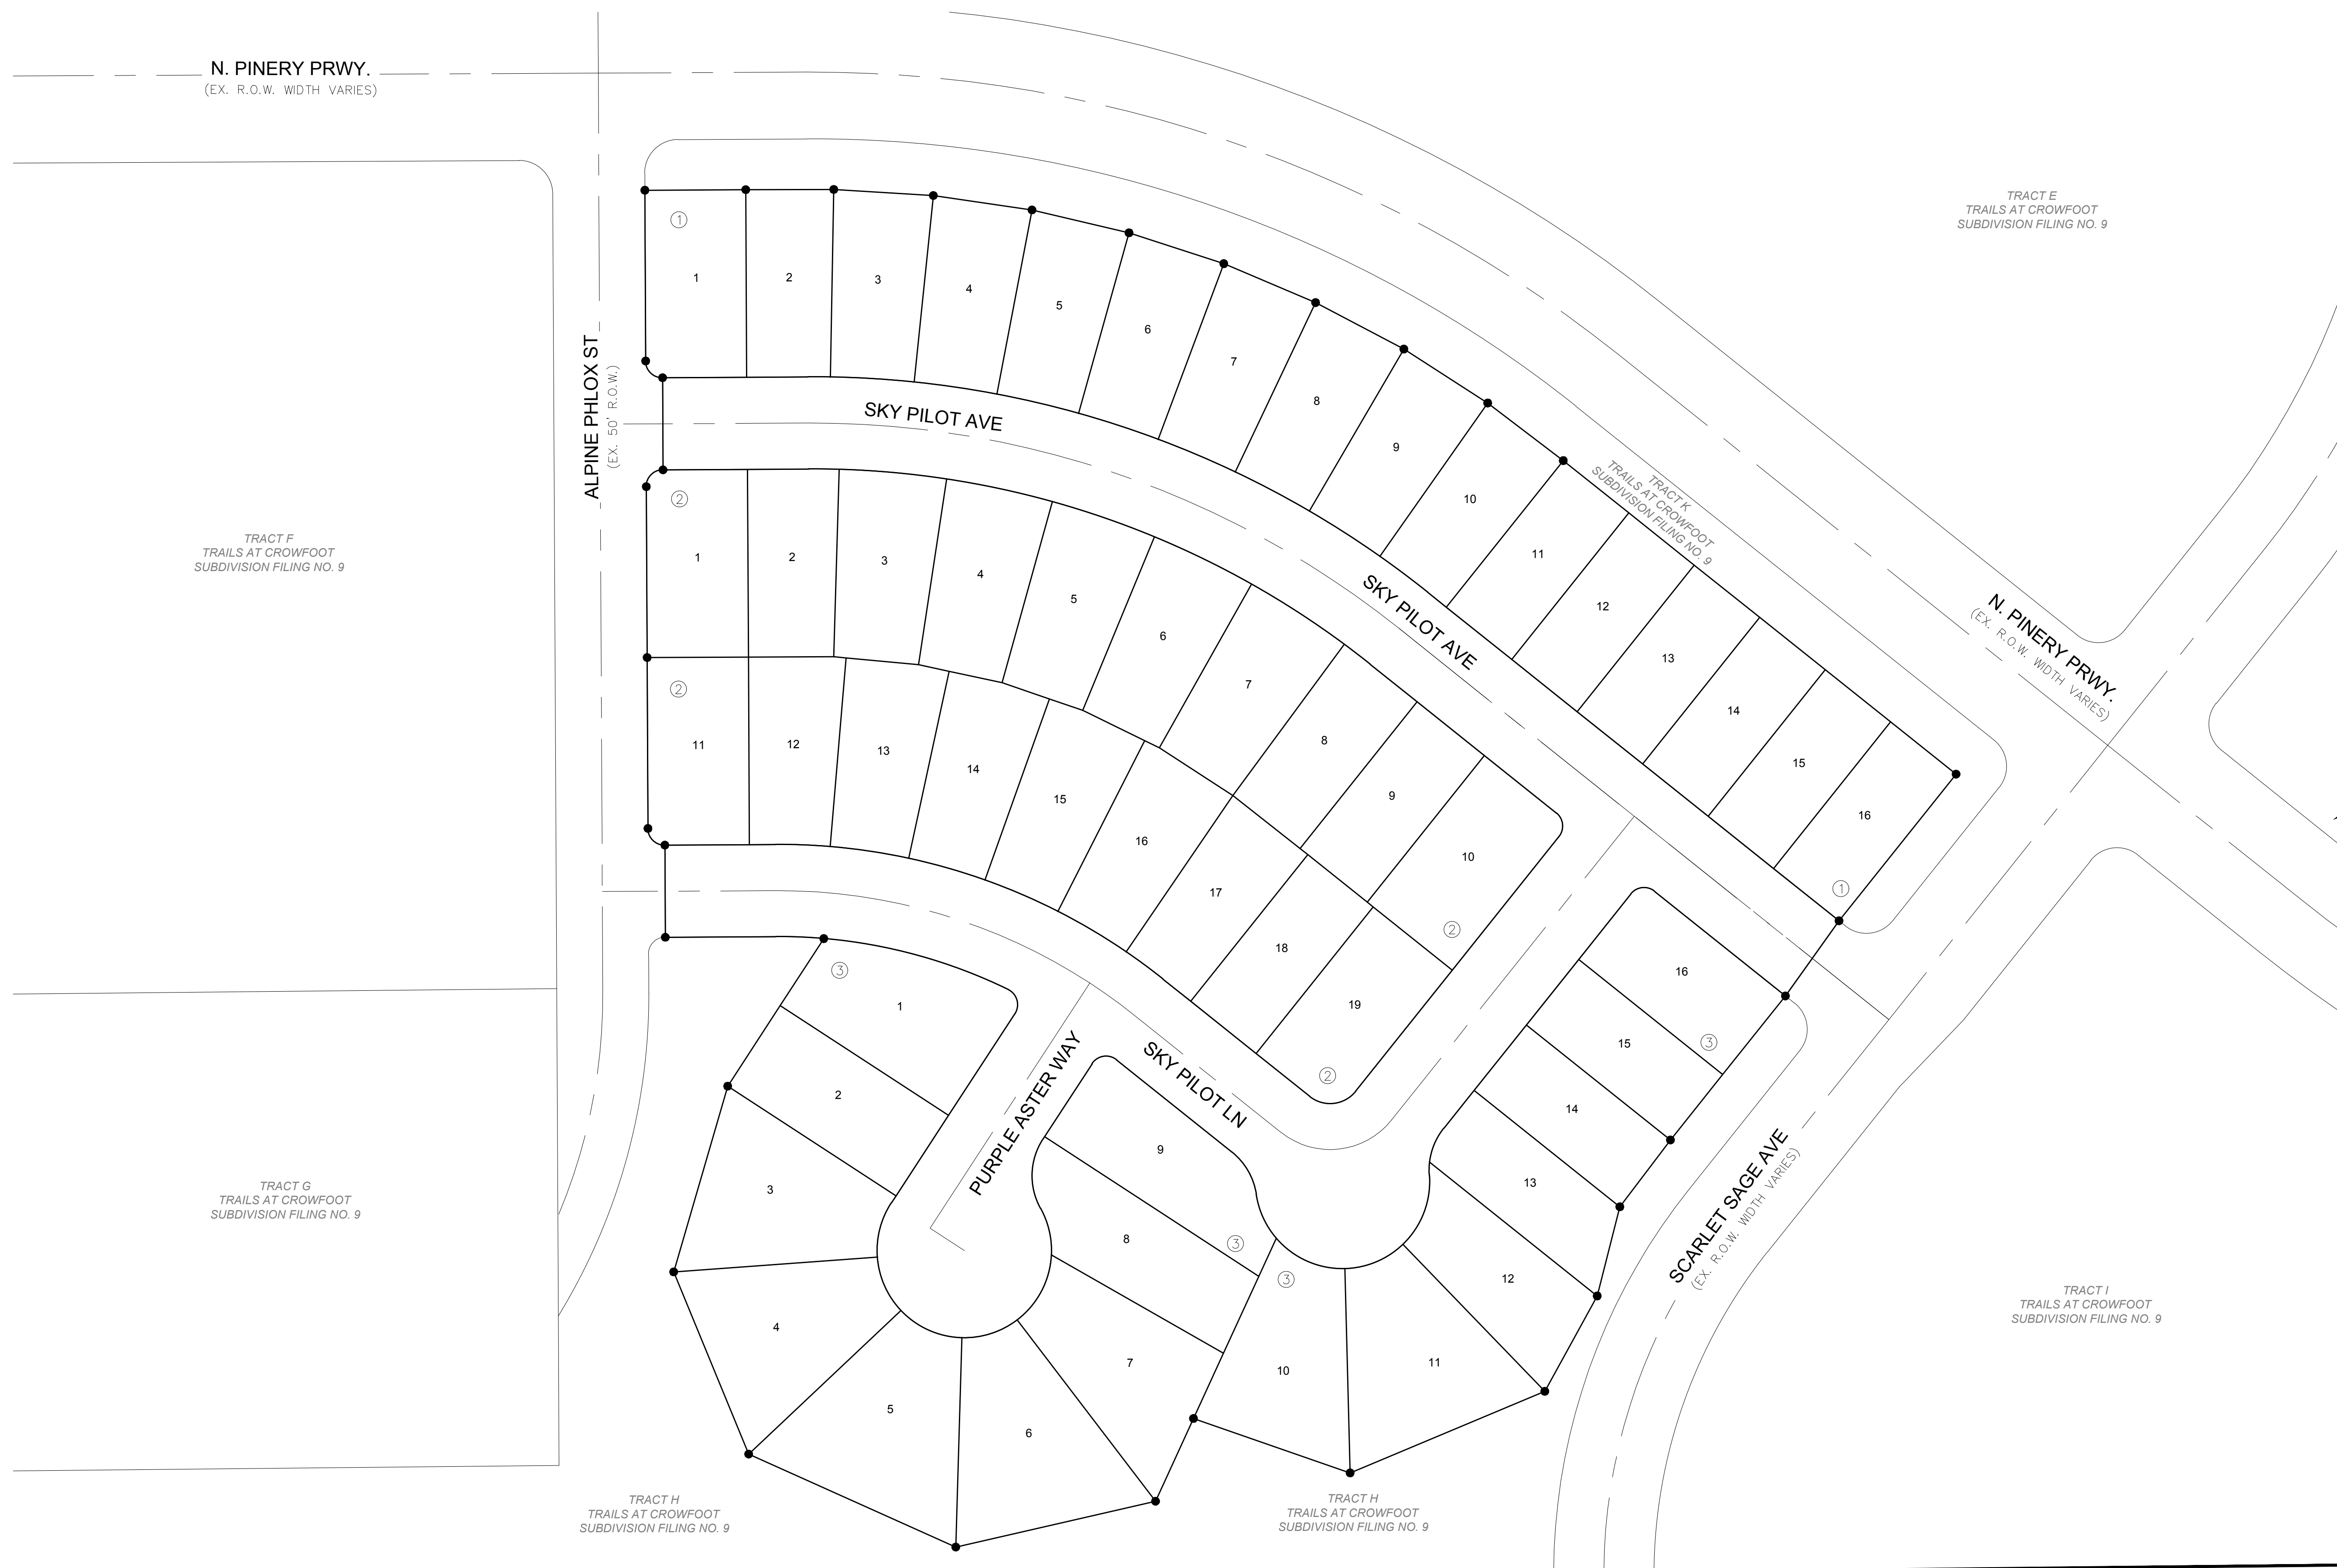 N. PINERY PRWY.
(EX. R.O.W. WIDTH VARIES)
TRACT E
TRAILS AT CROWFOOT
SUBDIVISION FILING NO. 9
1
1
2
3
4
5
6
7
8
9
10
11
12
13
14
15
16
1
ALPINE PHLOX ST
(EX. 50' R.O.W.)
SKY PILOT AVE
SKY PILOT AVE
TRACT K
TRAILS AT CROWFOOT
SUBDIVISION FILING NO. 9
N. PINERY PRWY.
(EX. R.O.W. WIDTH VARIES)
TRACT F
TRAILS AT CROWFOOT
SUBDIVISION FILING NO. 9
2
1
2
3
4
5
6
7
8
9
10
2
2
11
12
13
14
15
16
17
18
19
2
3
1
2
3
4
5
6
7
8
9
3
PURPLE ASTER WAY
SKY PILOT LN
3
10
11
12
13
14
15
16
3
SCARLET SAGE AVE
(EX. R.O.W. WIDTH VARIES)
TRACT G
TRAILS AT CROWFOOT
SUBDIVISION FILING NO. 9
TRACT I
TRAILS AT CROWFOOT
SUBDIVISION FILING NO. 9
TRACT H
TRAILS AT CROWFOOT
SUBDIVISION FILING NO. 9
TRACT H
TRAILS AT CROWFOOT
SUBDIVISION FILING NO. 9